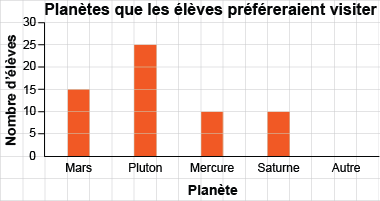 Planètes que les élèves préféreraient visiter
Nombre d'élèves
30
25
20
15
10
5
0
Mars Pluton Mercure Saturne Autre
Planète